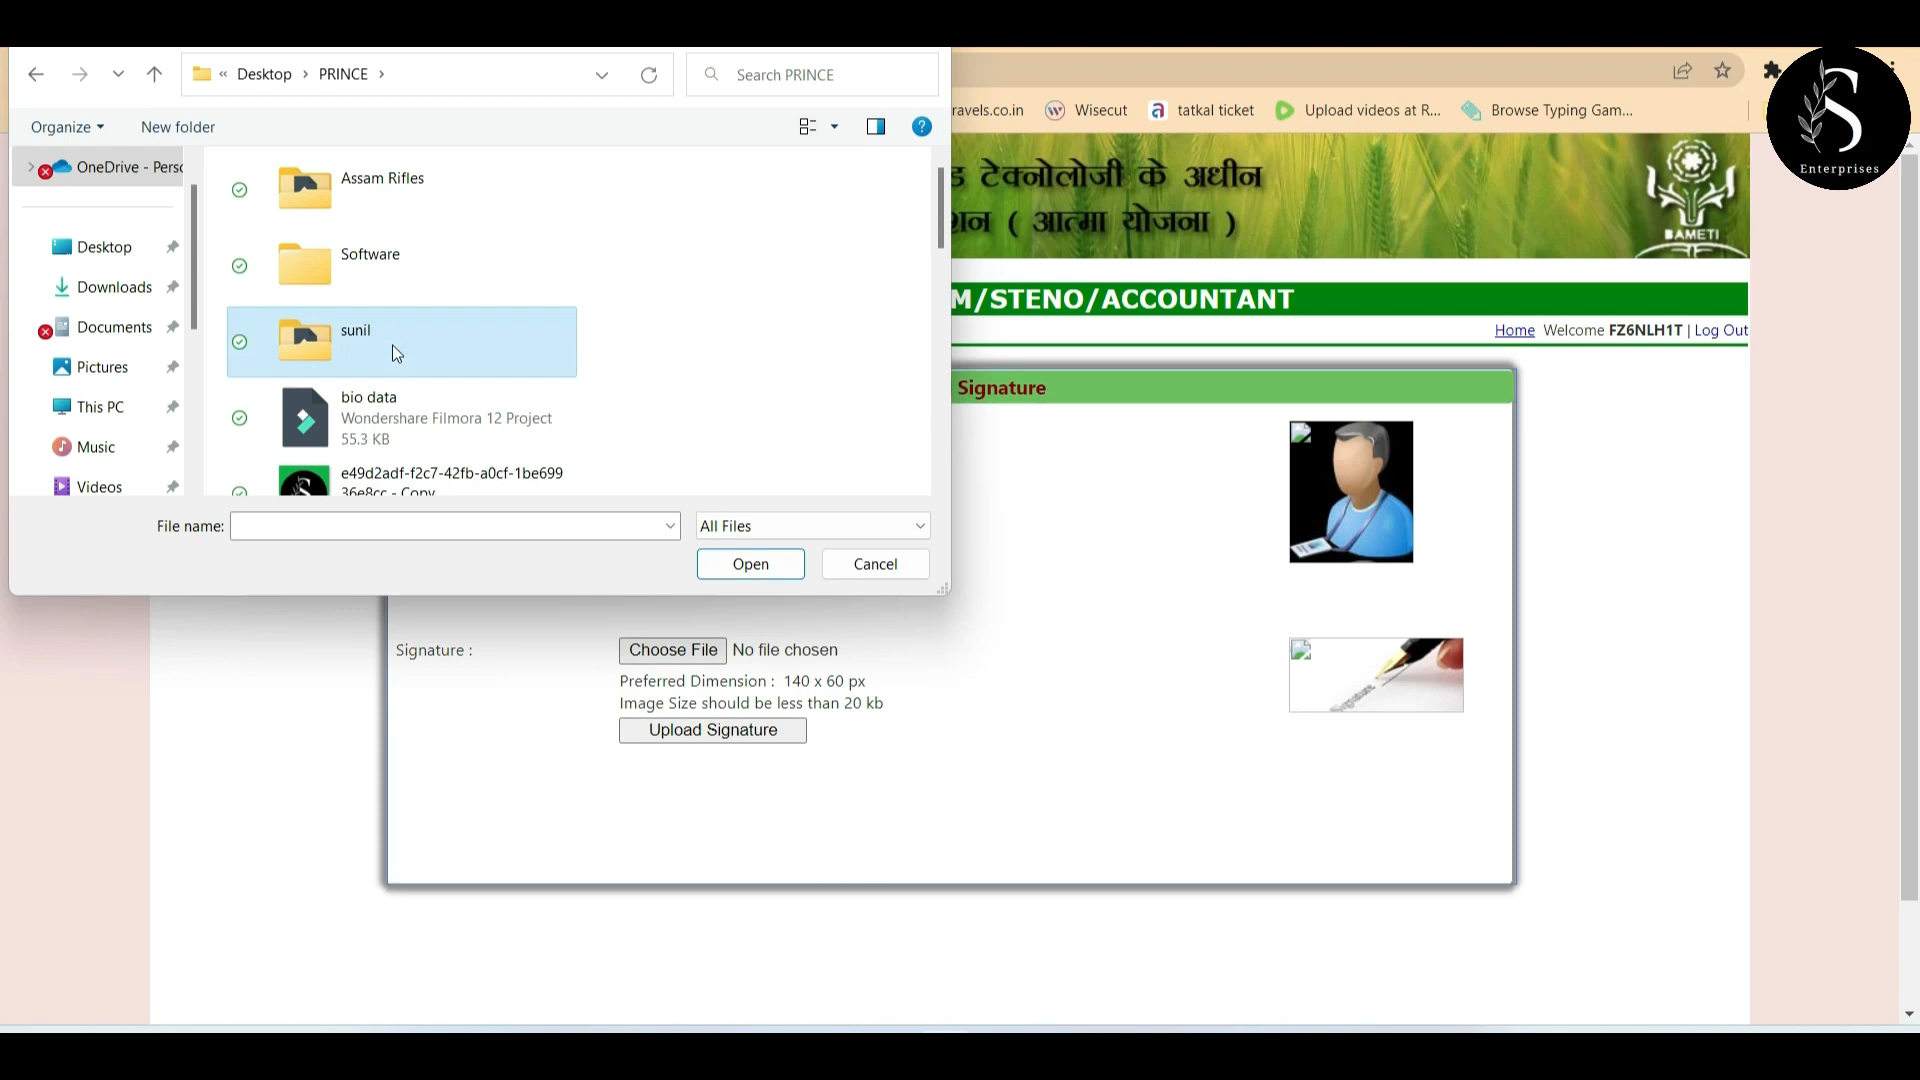 « Desktop › PRINCE ›
Search PRINCE
Organize
New folder
OneDrive - Perso
Desktop
Downloads
Documents
Pictures
This PC
Music
Videos
Assam Rifles
Software
sunil
bio data
Wondershare Filmora 12 Project
55.3 KB
e49d2adf-f2c7-42fb-a0cf-1be699
36e8cc - Copy
File name:
All Files
Open
Cancel
ravels.co.in
Wisecut
tatkal ticket
Upload videos at R...
Browse Typing Gam...
S
Enterprises
टेक्नोलोजी के अधीन
( आत्मा योजना )
BAMETI
M/STENO/ACCOUNTANT
Home Welcome FZ6NLH1T | Log Out
Signature
Signature :
Choose File No file chosen
Preferred Dimension : 140 x 60 px
Image Size should be less than 20 kb
Upload Signature
Signature